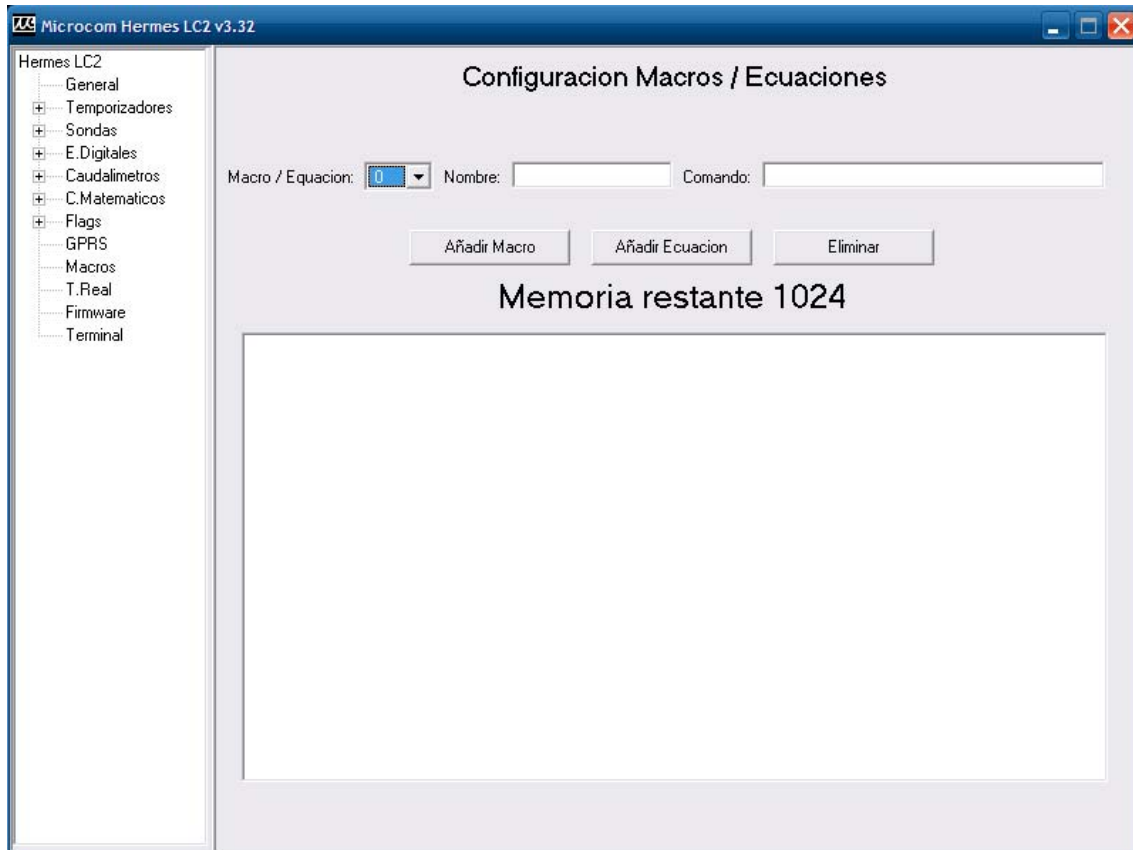 Microcom Hermes LC2 v3.32
Hermes LC2
General
Temporizadores
Sondas
E.Digitales
Caudalimetros
C.Matematicos
Flags
GPRS
Macros
T.Real
Firmware
Terminal
Configuracion Macros / Ecuaciones
Macro / Equacion: 0 Nombre: Comando:
Añadir Macro Añadir Ecuacion Eliminar
Memoria restante 1024